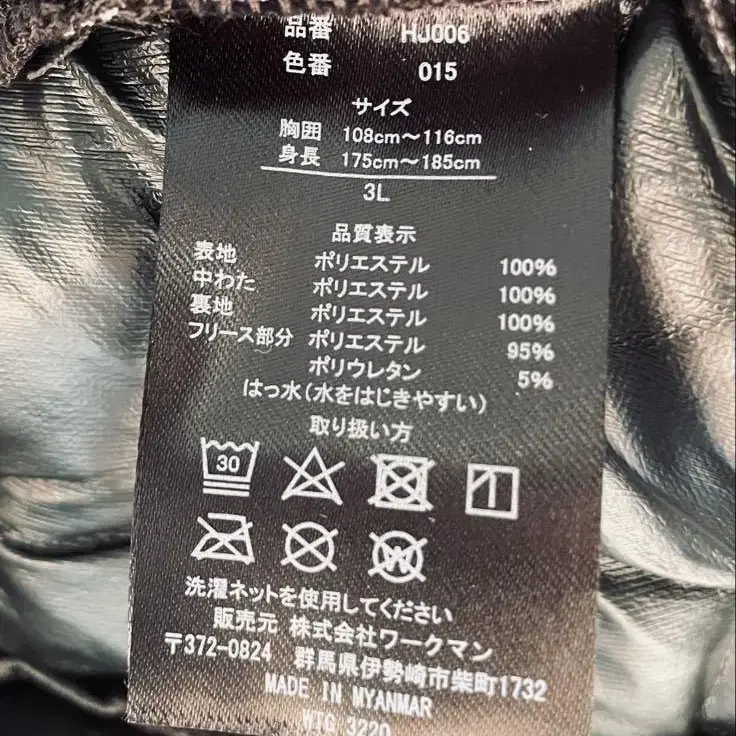 品番 HJ006
色番 015
サイズ
胸囲 108cm～116cm
身長 175cm～185cm
3L
品質表示
表地 ポリエステル 100%
中わた ポリエステル 100%
裏地 ポリエステル 100%
フリース部分 ポリエステル 95%
ポリウレタン 5%
はっ水(水をはじきやすい)
取り扱い方
30
W
洗濯ネットを使用してください
販売元 株式会社ワークマン
〒372-0824 群馬県伊勢崎市柴町1732
MADE IN MYANMAR
WTG 3220